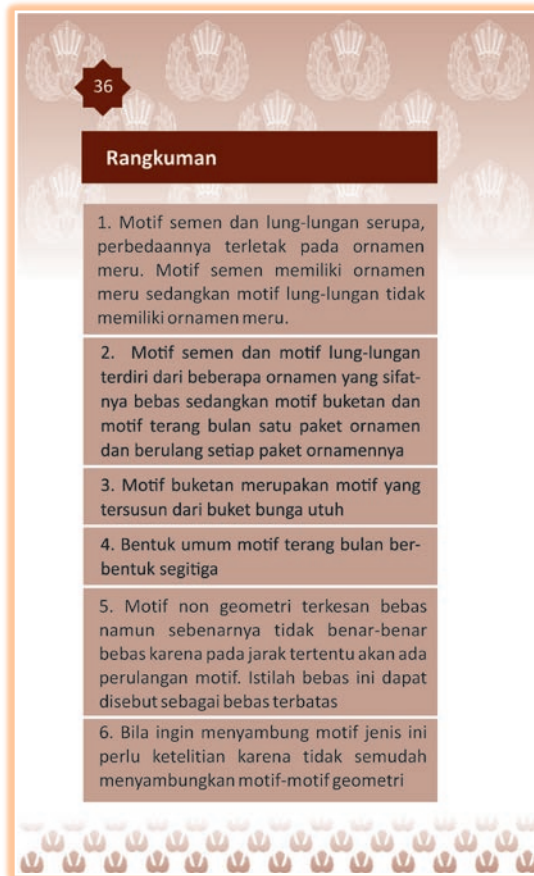 36
Rangkuman
1. Motif semen dan lung-lungan serupa,
perbedaannya terletak pada ornamen
meru. Motif semen memiliki ornamen
meru sedangkan motif lung-lungan tidak
memiliki ornamen meru.
2. Motif semen dan motif lung-lungan
terdiri dari beberapa ornamen yang sifat-
nya bebas sedangkan motif buketan dan
motif terang bulan satu paket ornamen
dan berulang setiap paket ornamennya
3. Motif buketan merupakan motif yang
tersusun dari buket bunga utuh
4. Bentuk umum motif terang bulan ber-
bentuk segitiga
5. Motif non geometri terkesan bebas
namun sebenarnya tidak benar-benar
bebas karena pada jarak tertentu akan ada
perulangan motif. Istilah bebas ini dapat
disebut sebagai bebas terbatas
6. Bila ingin menyambung motif jenis ini
perlu ketelitian karena tidak semudah
menyambungkan motif-motif geometri